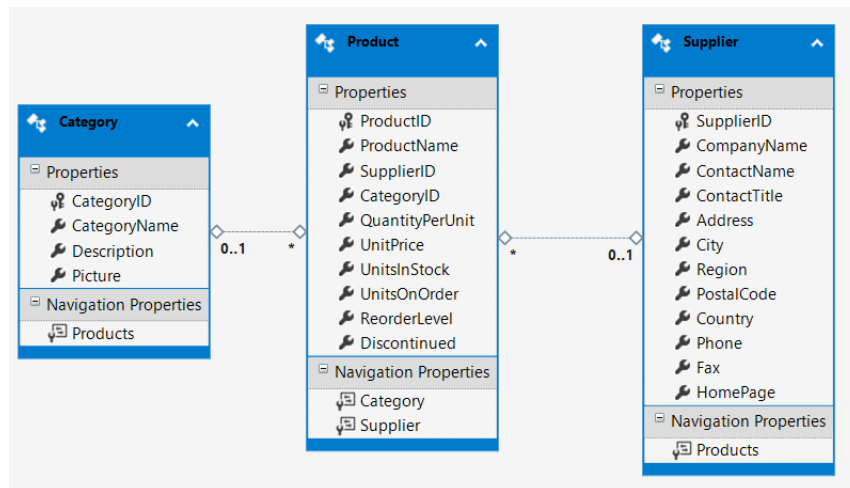 Category
Properties
CategoryID
CategoryName
Description
Picture
Navigation Properties
Products
0..1
*
Product
Properties
ProductID
ProductName
SupplierID
CategoryID
QuantityPerUnit
UnitPrice
UnitsInStock
UnitsOnOrder
ReorderLevel
Discontinued
Navigation Properties
Category
Supplier
*
0..1
Supplier
Properties
SupplierID
CompanyName
ContactName
ContactTitle
Address
City
Region
PostalCode
Country
Phone
Fax
HomePage
Navigation Properties
Products